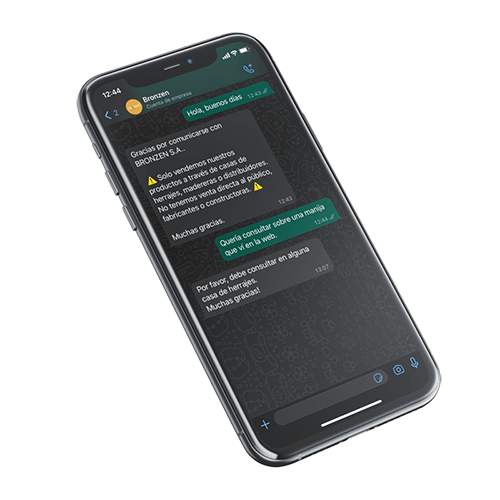 12:44
2
Bronzen
Cuenta de empresa
Hola, buenos días
12:43
Gracias por comunicarse con
BRONZEN S.A..
⚠️ Solo vendemos nuestros
productos a través de casas de
herrajes, madereras o distribuidores.
No tenemos venta directa al público,
fabricantes o constructoras. ⚠️
Muchas gracias.
12:43
Quería consultar sobre una manija
que ví en la web.
12:44
Por favor, debe consultar en alguna
casa de herrajes.
Muchas gracias!
13:07